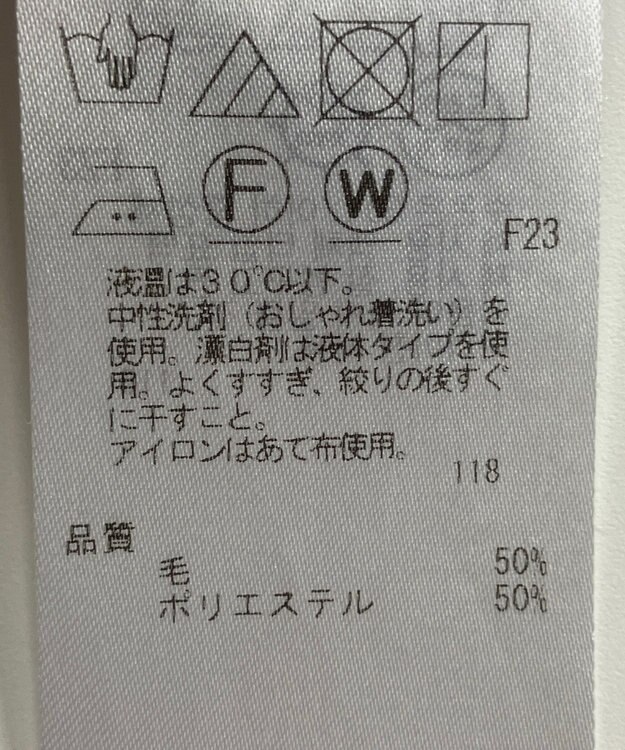 F W
F23
液温は30℃以下。
中性洗剤（おしゃれ着洗い）を
使用。漂白剤は液体タイプを使
用。よくすすぎ、絞りの後すぐ
に干すこと。
アイロンはあて布使用。
118
品質
毛 50%
ポリエステル 50%